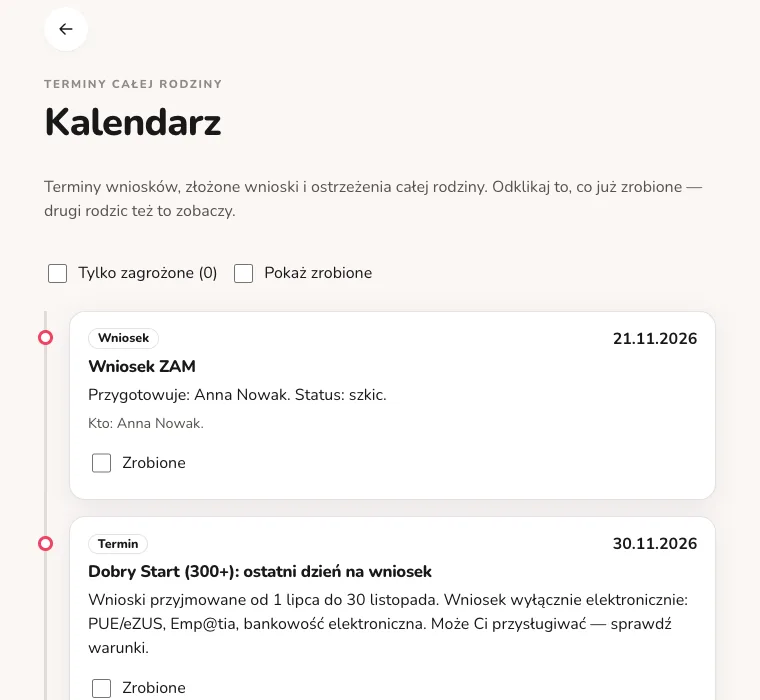 TERMINY CAŁEJ RODZINY
Kalendarz
Terminy wniosków, złożone wnioski i ostrzeżenia całej rodziny. Odklikaj to, co już zrobione —
drugi rodzic też to zobaczy.
Tylko zagrożone (0) Pokaż zrobione
Wniosek 21.11.2026
Wniosek ZAM
Przygotowuje: Anna Nowak. Status: szkic.
Kto: Anna Nowak.
Zrobione
Termin 30.11.2026
Dobry Start (300+): ostatni dzień na wniosek
Wnioski przyjmowane od 1 lipca do 30 listopada. Wniosek wyłącznie elektronicznie:
PUE/eZUS, Emp@tia, bankowość elektroniczna. Może Ci przysługiwać — sprawdź
warunki.
Zrobione